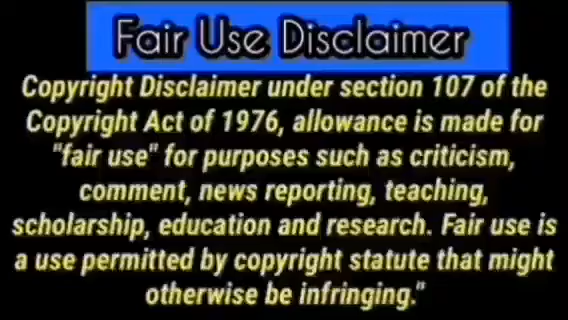 Fair Use Disclaimer
Copyright Disclaimer under section 107 of the
Copyright Act of 1976, allowance is made for
"fair use" for purposes such as criticism,
comment, news reporting, teaching,
scholarship, education and research. Fair use is
a use permitted by copyright statute that might
otherwise be infringing."